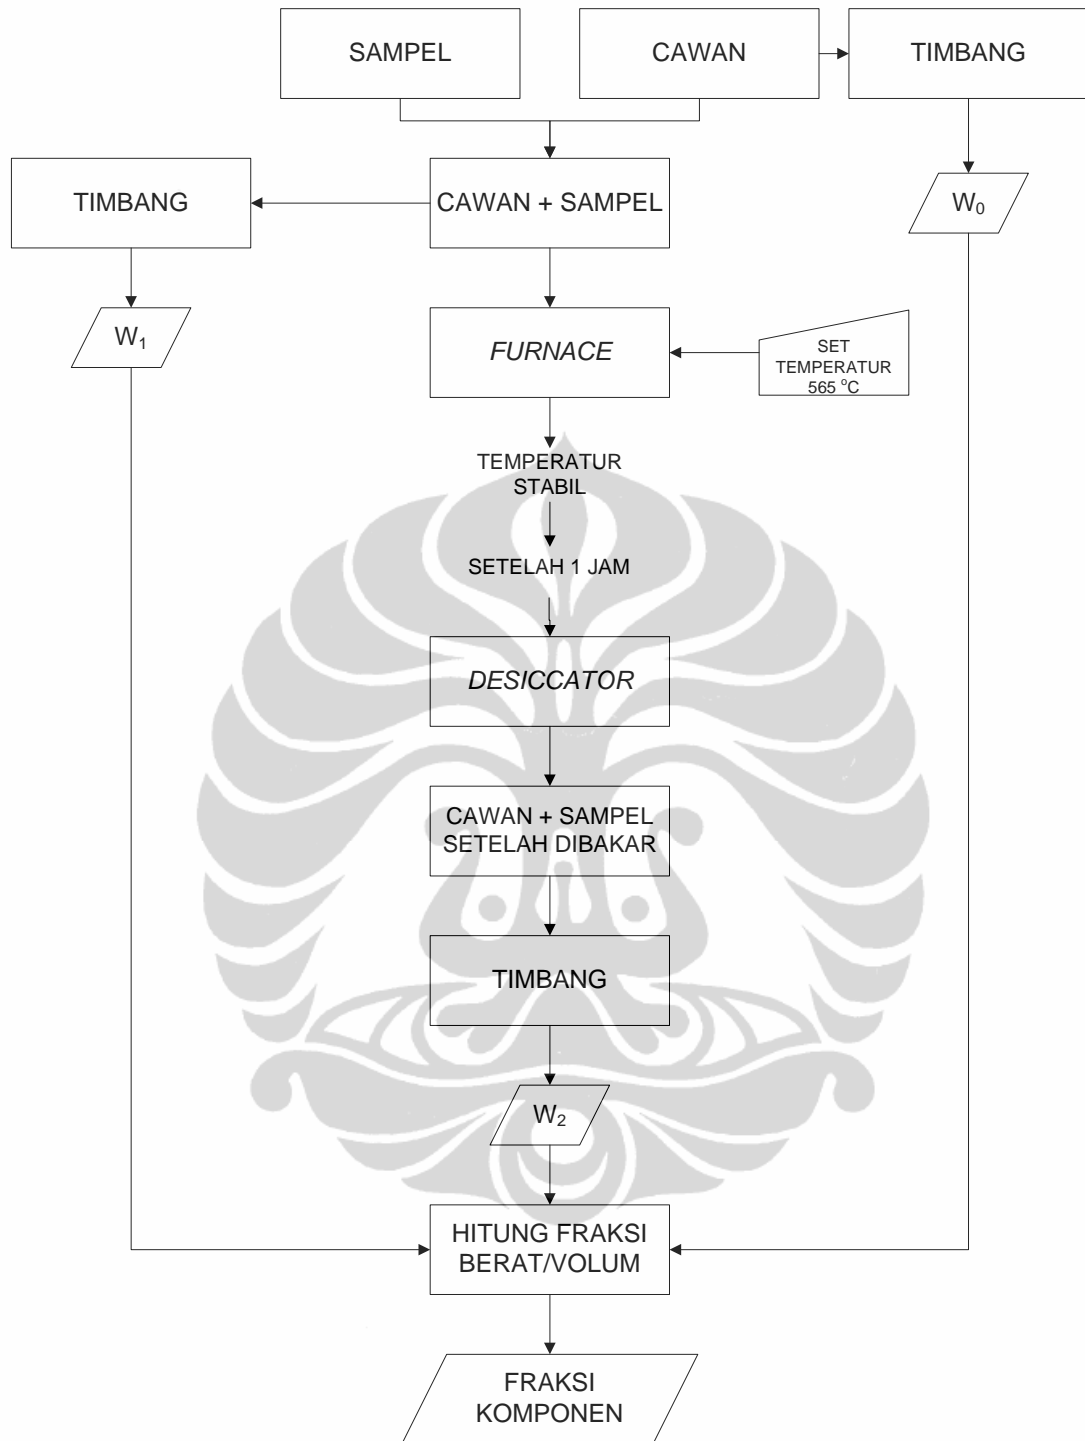 SAMPEL
CAWAN
TIMBANG
TIMBANG
CAWAN + SAMPEL
W₀
W₁
FURNACE
SET
TEMPERATUR
565 °C
TEMPERATUR
STABIL
SETELAH 1 JAM
DESICCATOR
CAWAN + SAMPEL
SETELAH DIBAKAR
TIMBANG
W₂
HITUNG FRAKSI
BERAT/VOLUM
FRAKSI
KOMPONEN